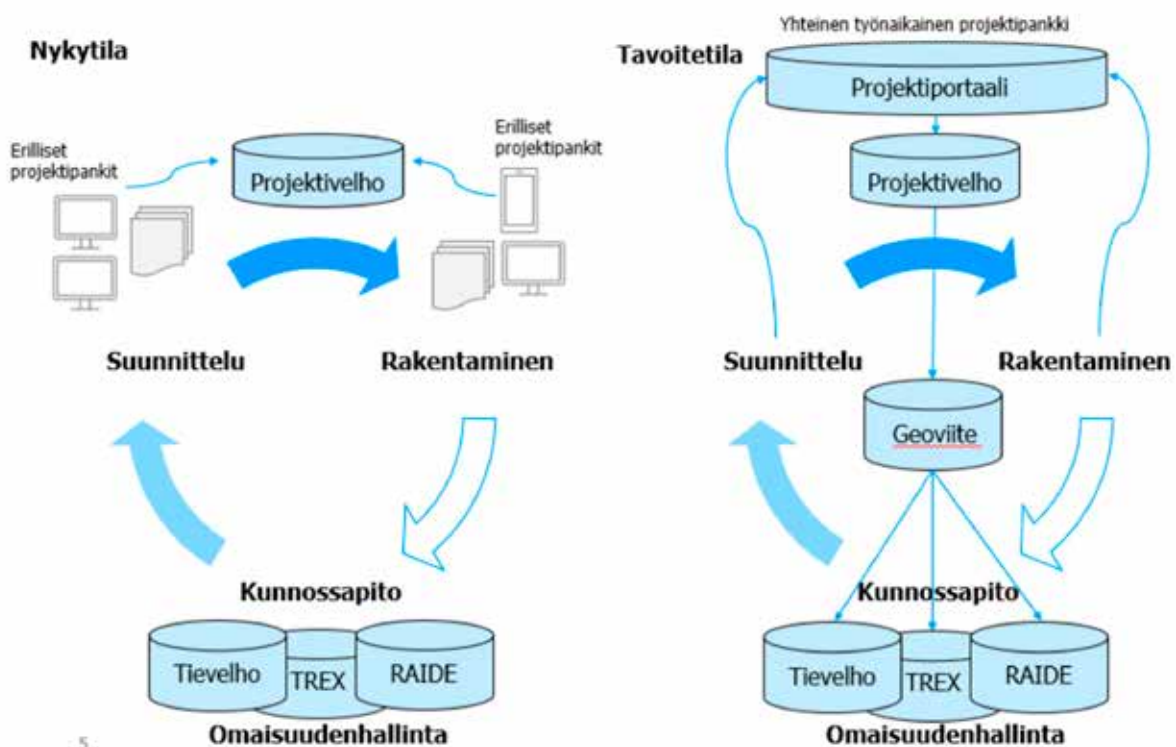 Nykytila
Erilliset
projektipankit
Projektivelho
Erilliset
projektipankit
Suunnittelu
Rakentaminen
Kunnossapito
Tievelho
TREX
RAIDE
Omaisuudenhallinta
5
Tavoitetila
Yhteinen työnaikainen projektipankki
Projektiportaali
Projektivelho
Suunnittelu
Rakentaminen
Geoviite
Kunnossapito
Tievelho
TREX
RAIDE
Omaisuudenhallinta